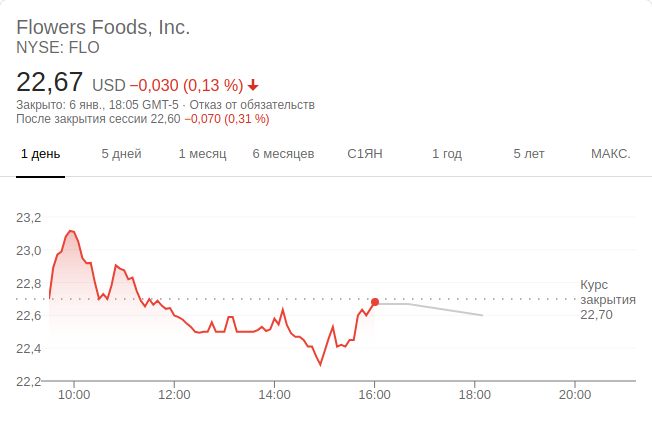 Flowers Foods, Inc.
NYSE: FLO
22,67 USD −0,030 (0,13 %)
Закрыто: 6 янв., 18:05 GMT-5 · Отказ от обязательств
После закрытия сессии 22,60 −0,070 (0,31 %)
1 день 5 дней 1 месяц 6 месяцев С1ЯН 1 год 5 лет МАКС.
23,2
23,0
22,8
22,6
22,4
22,2
Курс
закрытия
22,70
10:00 12:00 14:00 16:00 18:00 20:00